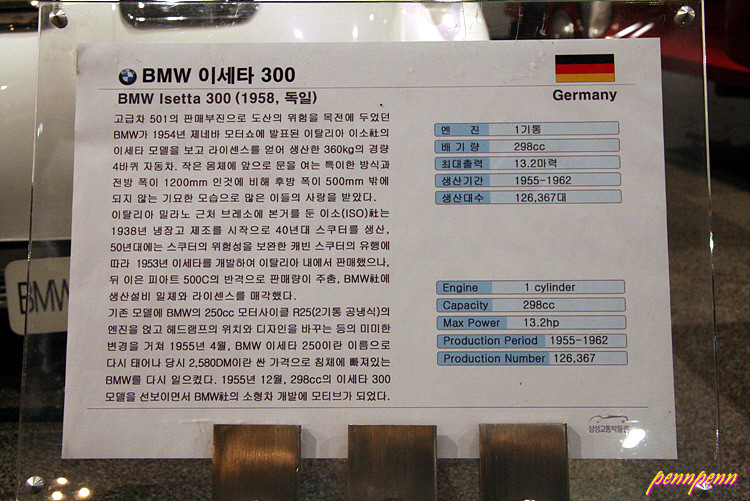 BMW 이세타 300
BMW Isetta 300 (1958, 독일)
Germany
고급차 501의 판매부진으로 도산의 위험을 목전에 두었던
BMW가 1954년 제네바 모터쇼에 발표된 이탈리아 이소社의
이세타 모델을 보고 라이센스를 얻어 생산한 360kg의 경량
4바퀴 자동차. 작은 몸체에 앞으로 문을 여는 특이한 방식과
전방 폭이 1200mm 인것에 비해 후방 폭이 500mm 밖에
되지 않는 기묘한 모습으로 많은 이들의 사랑을 받았다.
이탈리아 밀라노 근처 브레소에 본거를 둔 이소(ISO)社는
1938년 냉장고 제조를 시작으로 40년대 스쿠터를 생산,
50년대에는 스쿠터의 위험성을 보완한 캐빈 스쿠터의 유행에
따라 1953년 이세타를 개발하여 이탈리아 내에서 판매했으나,
뒤 이은 피아트 500C의 반격으로 판매량이 주춤, BMW社에
생산설비 일체와 라이센스를 매각했다.
기존 모델에 BMW의 250cc 모터사이클 R25(2기통 공냉식)의
엔진을 얹고 헤드램프의 위치와 디자인을 바꾸는 등의 미미한
변경을 거쳐 1955년 4월, BMW 이세타 250이란 이름으로
다시 태어나 당시 2,580DM이란 싼 가격으로 침체에 빠져있는
BMW를 다시 일으켰다. 1955년 12월, 298cc의 이세타 300
모델을 선보이면서 BMW社의 소형차 개발에 모티브가 되었다.
엔 진 1기통
배 기 량 298cc
최대출력 13.2마력
생산기간 1955-1962
생산대수 126,367대
Engine 1 cylinder
Capacity 298cc
Max Power 13.2hp
Production Period 1955-1962
Production Number 126,367
삼성교통박물관
BMW
pennpenn